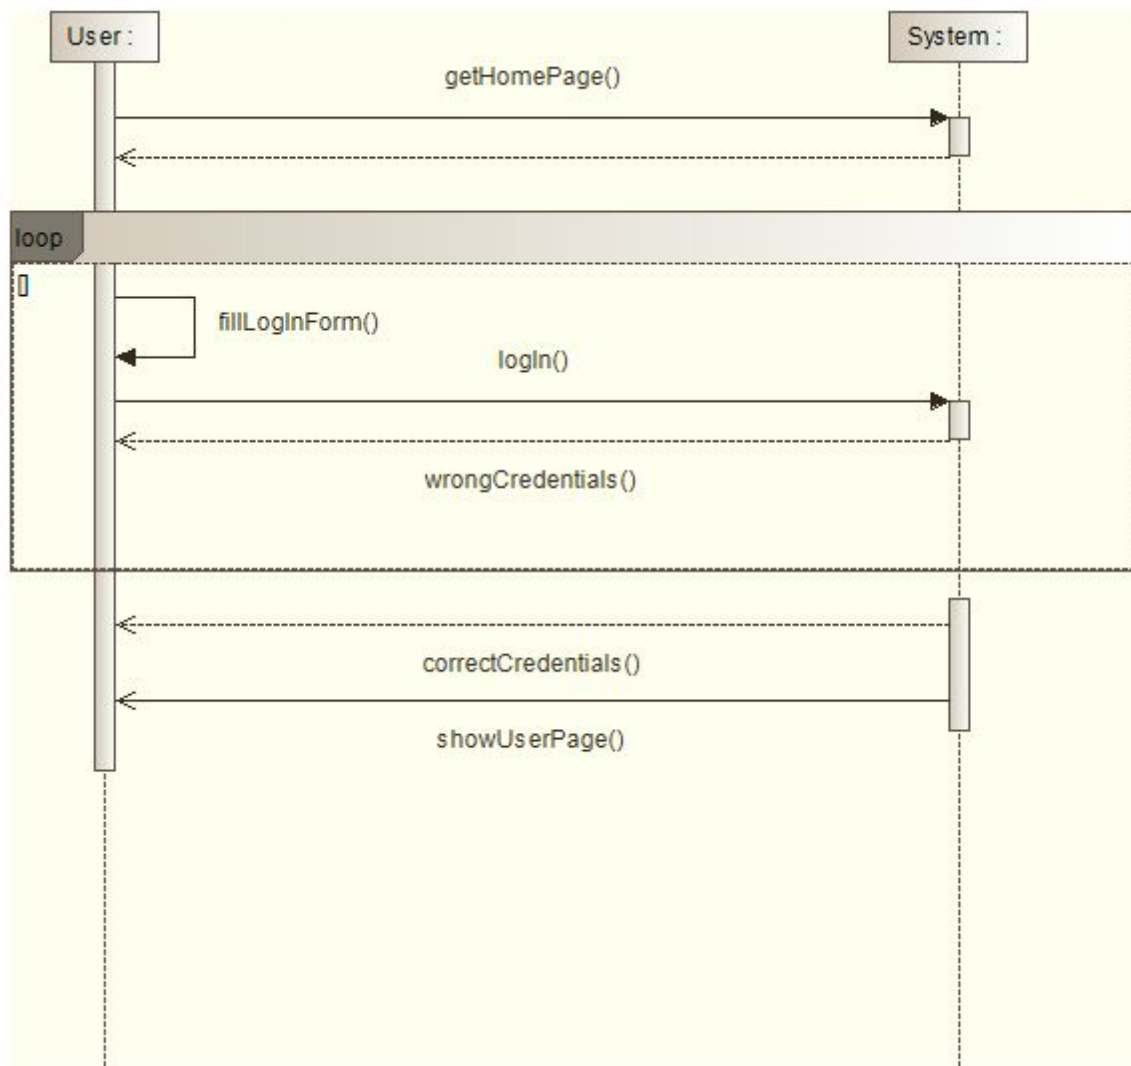 User :
System :
getHomePage()
loop
[]
fillLogInForm()
logIn()
wrongCredentials()
correctCredentials()
showUserPage()